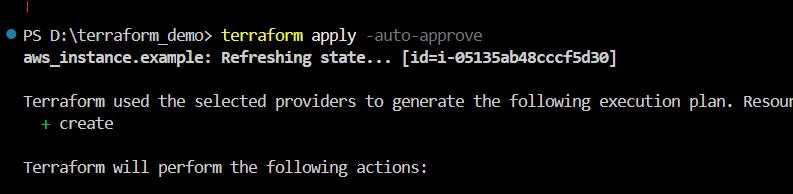 PS D:\terraform_demo> terraform apply -auto-approve
aws_instance.example: Refreshing state... [id=i-05135ab48cccf5d30]
Terraform used the selected providers to generate the following execution plan.
+ create
Terraform will perform the following actions: